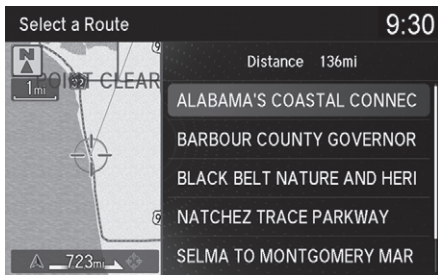 Select a Route
9:30
N
POINT CLEAR
1mi
Distance 136mi
ALABAMA'S COASTAL CONNEC
BARBOUR COUNTY GOVERNOR
BLACK BELT NATURE AND HERI
NATCHEZ TRACE PARKWAY
SELMA TO MONTGOMERY MAR
723mi